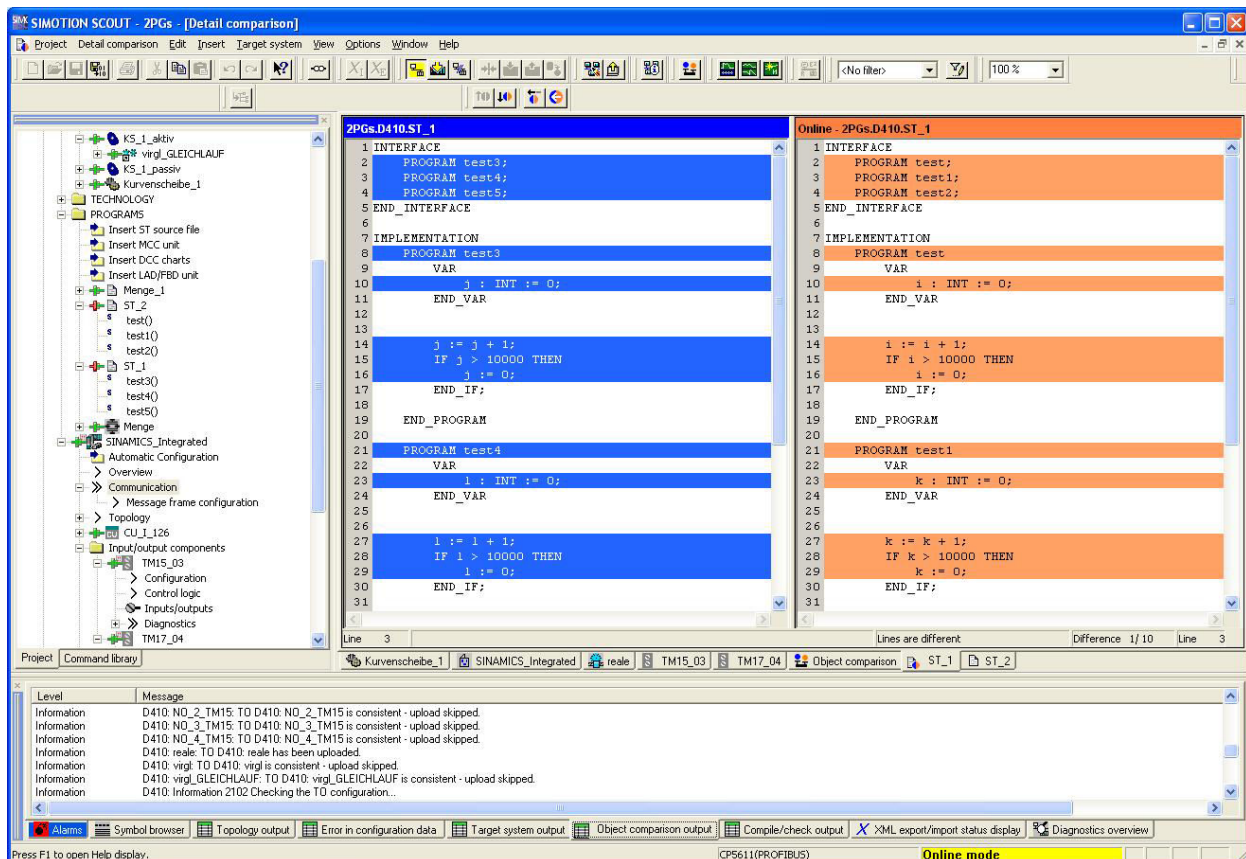 SIMOTION SCOUT - 2PGs - [Detail comparison]
Project Detail comparison Edit Insert Target system View Options Window Help
<No filter> 100 %
KS_1_aktiv
virgl_GLEICHLAUF
KS_1_passiv
Kurvenscheibe_1
TECHNOLOGY
PROGRAMS
Insert ST source file
Insert MCC unit
Insert DCC charts
Insert LAD/FBD unit
Menge_1
ST_2
test()
test1()
test2()
ST_1
test3()
test4()
test5()
Menge
SINAMICS_Integrated
Automatic Configuration
Overview
Communication
Message frame configuration
Topology
CU_I_126
Input/output components
TM15_03
Configuration
Control logic
Inputs/outputs
Diagnostics
TM17_04
Project Command library
2PGs.D410.ST_1
1 INTERFACE
2 PROGRAM test3;
3 PROGRAM test4;
4 PROGRAM test5;
5 END_INTERFACE
6
7 IMPLEMENTATION
8 PROGRAM test3
9 VAR
10 j : INT := 0;
11 END_VAR
12
13
14 j := j + 1;
15 IF j > 10000 THEN
16 j := 0;
17 END_IF;
18
19 END_PROGRAM
20
21 PROGRAM test4
22 VAR
23 l : INT := 0;
24 END_VAR
25
26
27 l := l + 1;
28 IF l > 10000 THEN
29 l := 0;
30 END_IF;
31
Online - 2PGs.D410.ST_1
1 INTERFACE
2 PROGRAM test;
3 PROGRAM test1;
4 PROGRAM test2;
5 END_INTERFACE
6
7 IMPLEMENTATION
8 PROGRAM test
9 VAR
10 i : INT := 0;
11 END_VAR
12
13
14 i := i + 1;
15 IF i > 10000 THEN
16 i := 0;
17 END_IF;
18
19 END_PROGRAM
20
21 PROGRAM test1
22 VAR
23 k : INT := 0;
24 END_VAR
25
26
27 k := k + 1;
28 IF k > 10000 THEN
29 k := 0;
30 END_IF;
31
Line 3 Lines are different Difference 1/ 10 Line 3
Kurvenscheibe_1 SINAMICS_Integrated reale TM15_03 TM17_04 Object comparison ST_1 ST_2
Level Message
Information D410: NO_2_TM15: TO D410: NO_2_TM15 is consistent - upload skipped.
Information D410: NO_3_TM15: TO D410: NO_3_TM15 is consistent - upload skipped.
Information D410: NO_4_TM15: TO D410: NO_4_TM15 is consistent - upload skipped.
Information D410: reale: TO D410: reale has been uploaded.
Information D410: virgl: TO D410: virgl is consistent - upload skipped.
Information D410: virgl_GLEICHLAUF: TO D410: virgl_GLEICHLAUF is consistent - upload skipped.
Information D410: Information 2102 Checking the TO configuration...
Alarms Symbol browser Topology output Error in configuration data Target system output Object comparison output Compile/check output XML export/import status display Diagnostics overview
Press F1 to open Help display. CP5611(PROFIBUS) Online mode